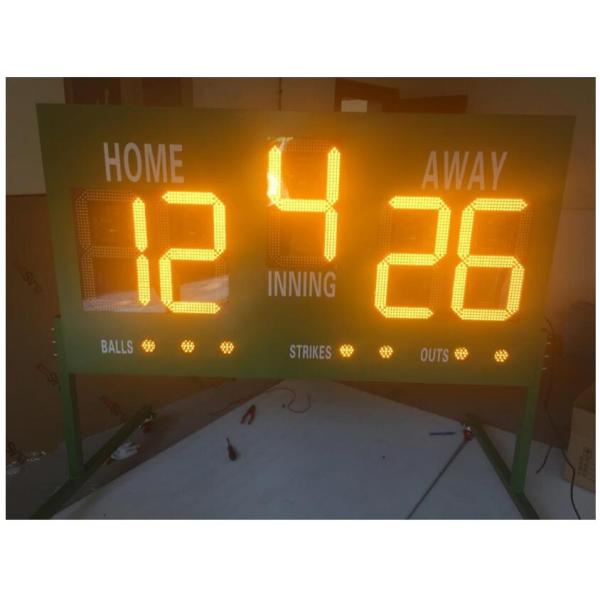 HOME 4 AWAY
12 26
INNING
BALLS STRIKES OUTS